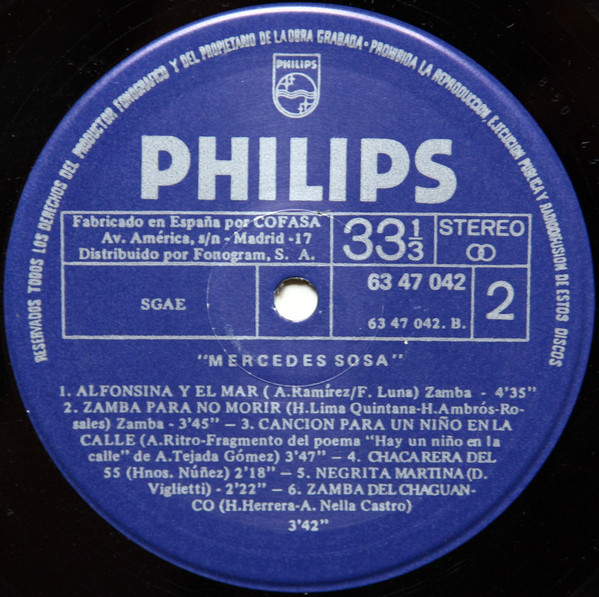 RESERVADOS TODOS LOS DERECHOS DEL PRODUCTOR FONOGRAFICO Y DEL PROPIETARIO DE LA OBRA GRABADA - PROHIBIDA LA REPRODUCCION, EJECUCION PUBLICA Y RADIODIFUSION DE ESTOS DISCOS
PHILIPS
PHILIPS
Fabricado en España por COFASA
Av. América, s/n - Madrid -17
Distribuido por Fonogram, S. A.
33 1/3
STEREO
SGAE
63 47 042
63 47 042. B.
2
"MERCEDES SOSA"
1. ALFONSINA Y EL MAR ( A.Ramírez/F. Luna) Zamba - 4'35"
2. ZAMBA PARA NO MORIR (H.Lima Quintana-H.Ambrós-Ro-
sales) Zamba - 3'45" – 3. CANCION PARA UN NIÑO EN LA
CALLE (A.Ritro-Fragmento del poema "Hay un niño en la
calle" de A.Tejada Gómez) 3'47" – 4. CHACARERA DEL
55 (Hnos. Núñez) 2'18" – 5. NEGRITA MARTINA (D.
Viglietti) - 2'22" – 6. ZAMBA DEL CHAGUAN-
CO (H.Herrera-A. Nella Castro)
3'42"